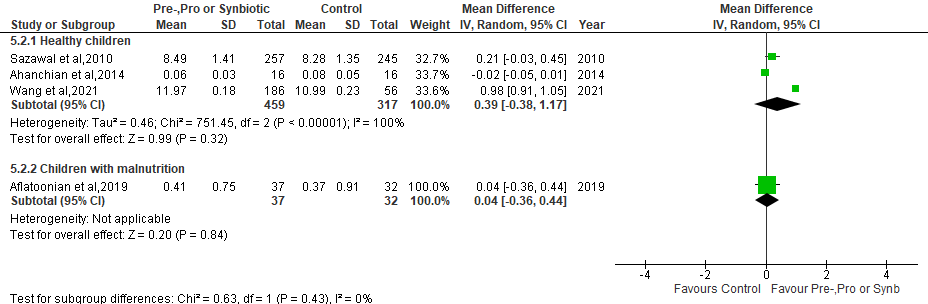 Pre-,Pro or Synbiotic Control Mean Difference Mean Difference
Study or Subgroup Mean SD Total Mean SD Total Weight IV, Random, 95% CI Year IV, Random, 95% CI
5.2.1 Healthy children
Sazawal et al,2010 8.49 1.41 257 8.28 1.35 245 32.7% 0.21 [-0.03, 0.45] 2010
Ahanchian et al,2014 0.06 0.03 16 0.08 0.05 16 33.7% -0.02 [-0.05, 0.01] 2014
Wang et al,2021 11.97 0.18 186 10.99 0.23 56 33.6% 0.98 [0.91, 1.05] 2021
Subtotal (95% CI) 459 317 100.0% 0.39 [-0.38, 1.17]
Heterogeneity: Tau² = 0.46; Chi² = 751.45, df = 2 (P < 0.00001); I² = 100%
Test for overall effect: Z = 0.99 (P = 0.32)
5.2.2 Children with malnutrition
Aflatoonian et al,2019 0.41 0.75 37 0.37 0.91 32 100.0% 0.04 [-0.36, 0.44] 2019
Subtotal (95% CI) 37 32 100.0% 0.04 [-0.36, 0.44]
Heterogeneity: Not applicable
Test for overall effect: Z = 0.20 (P = 0.84)
-4 -2 0 2 4
Favours Control Favour Pre-,Pro or Synb
Test for subgroup differences: Chi² = 0.63, df = 1 (P = 0.43), I² = 0%